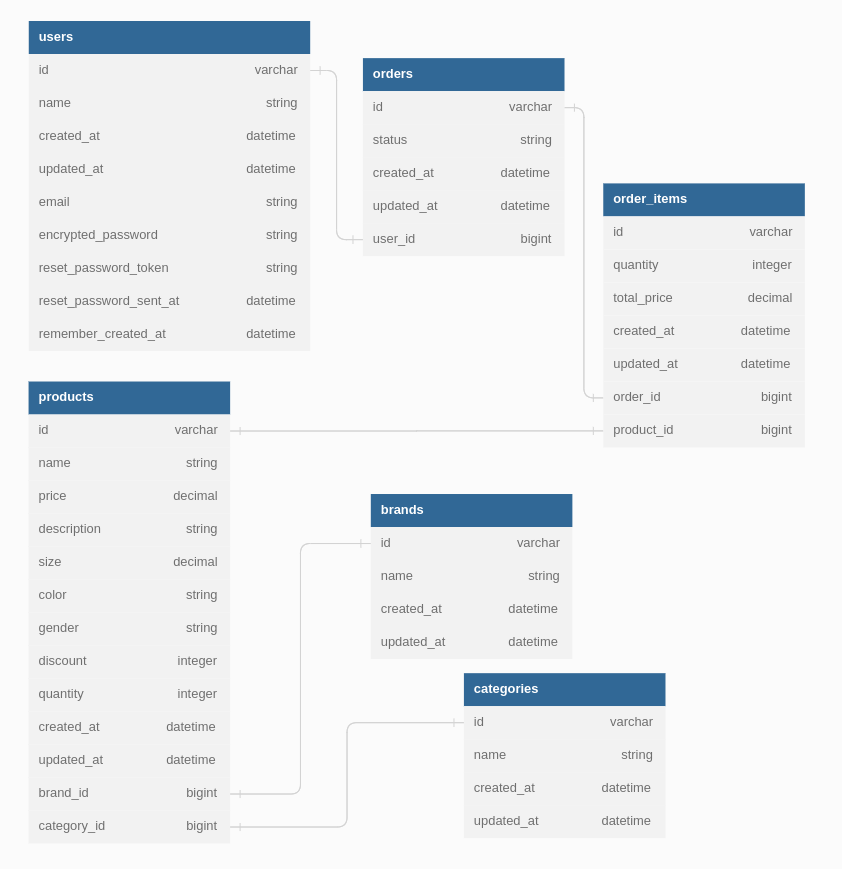 users
id varchar
name string
created_at datetime
updated_at datetime
email string
encrypted_password string
reset_password_token string
reset_password_sent_at datetime
remember_created_at datetime
orders
id varchar
status string
created_at datetime
updated_at datetime
user_id bigint
order_items
id varchar
quantity integer
total_price decimal
created_at datetime
updated_at datetime
order_id bigint
product_id bigint
products
id varchar
name string
price decimal
description string
size decimal
color string
gender string
discount integer
quantity integer
created_at datetime
updated_at datetime
brand_id bigint
category_id bigint
brands
id varchar
name string
created_at datetime
updated_at datetime
categories
id varchar
name string
created_at datetime
updated_at datetime